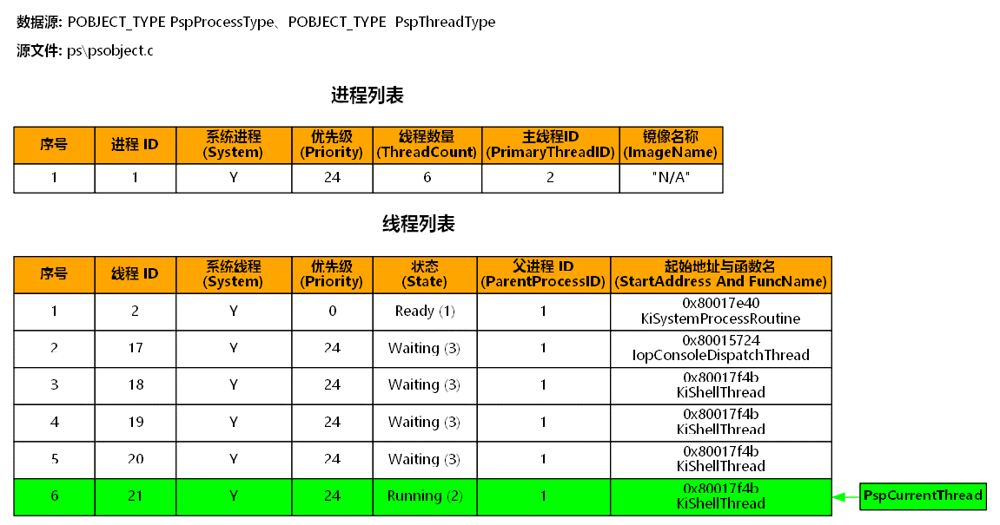 数据源: POBJECT_TYPE PspProcessType、POBJECT_TYPE  PspThreadType
源文件: ps\psobject.c
进程列表
序号 进程 ID 系统进程 (System) 优先级 (Priority) 线程数量 (ThreadCount) 主线程ID (PrimaryThreadID) 镜像名称 (ImageName)
1 1 Y 24 6 2 "N/A"
线程列表
序号 线程 ID 系统线程 (System) 优先级 (Priority) 状态 (State) 父进程 ID (ParentProcessID) 起始地址与函数名 (StartAddress And FuncName)
1 2 Y 0 Ready (1) 1 0x80017e40 KiSystemProcessRoutine
2 17 Y 24 Waiting (3) 1 0x80015724 IopConsoleDispatchThread
3 18 Y 24 Waiting (3) 1 0x80017f4b KiShellThread
4 19 Y 24 Waiting (3) 1 0x80017f4b KiShellThread
5 20 Y 24 Waiting (3) 1 0x80017f4b KiShellThread
6 21 Y 24 Running (2) 1 0x80017f4b KiShellThread PspCurrentThread